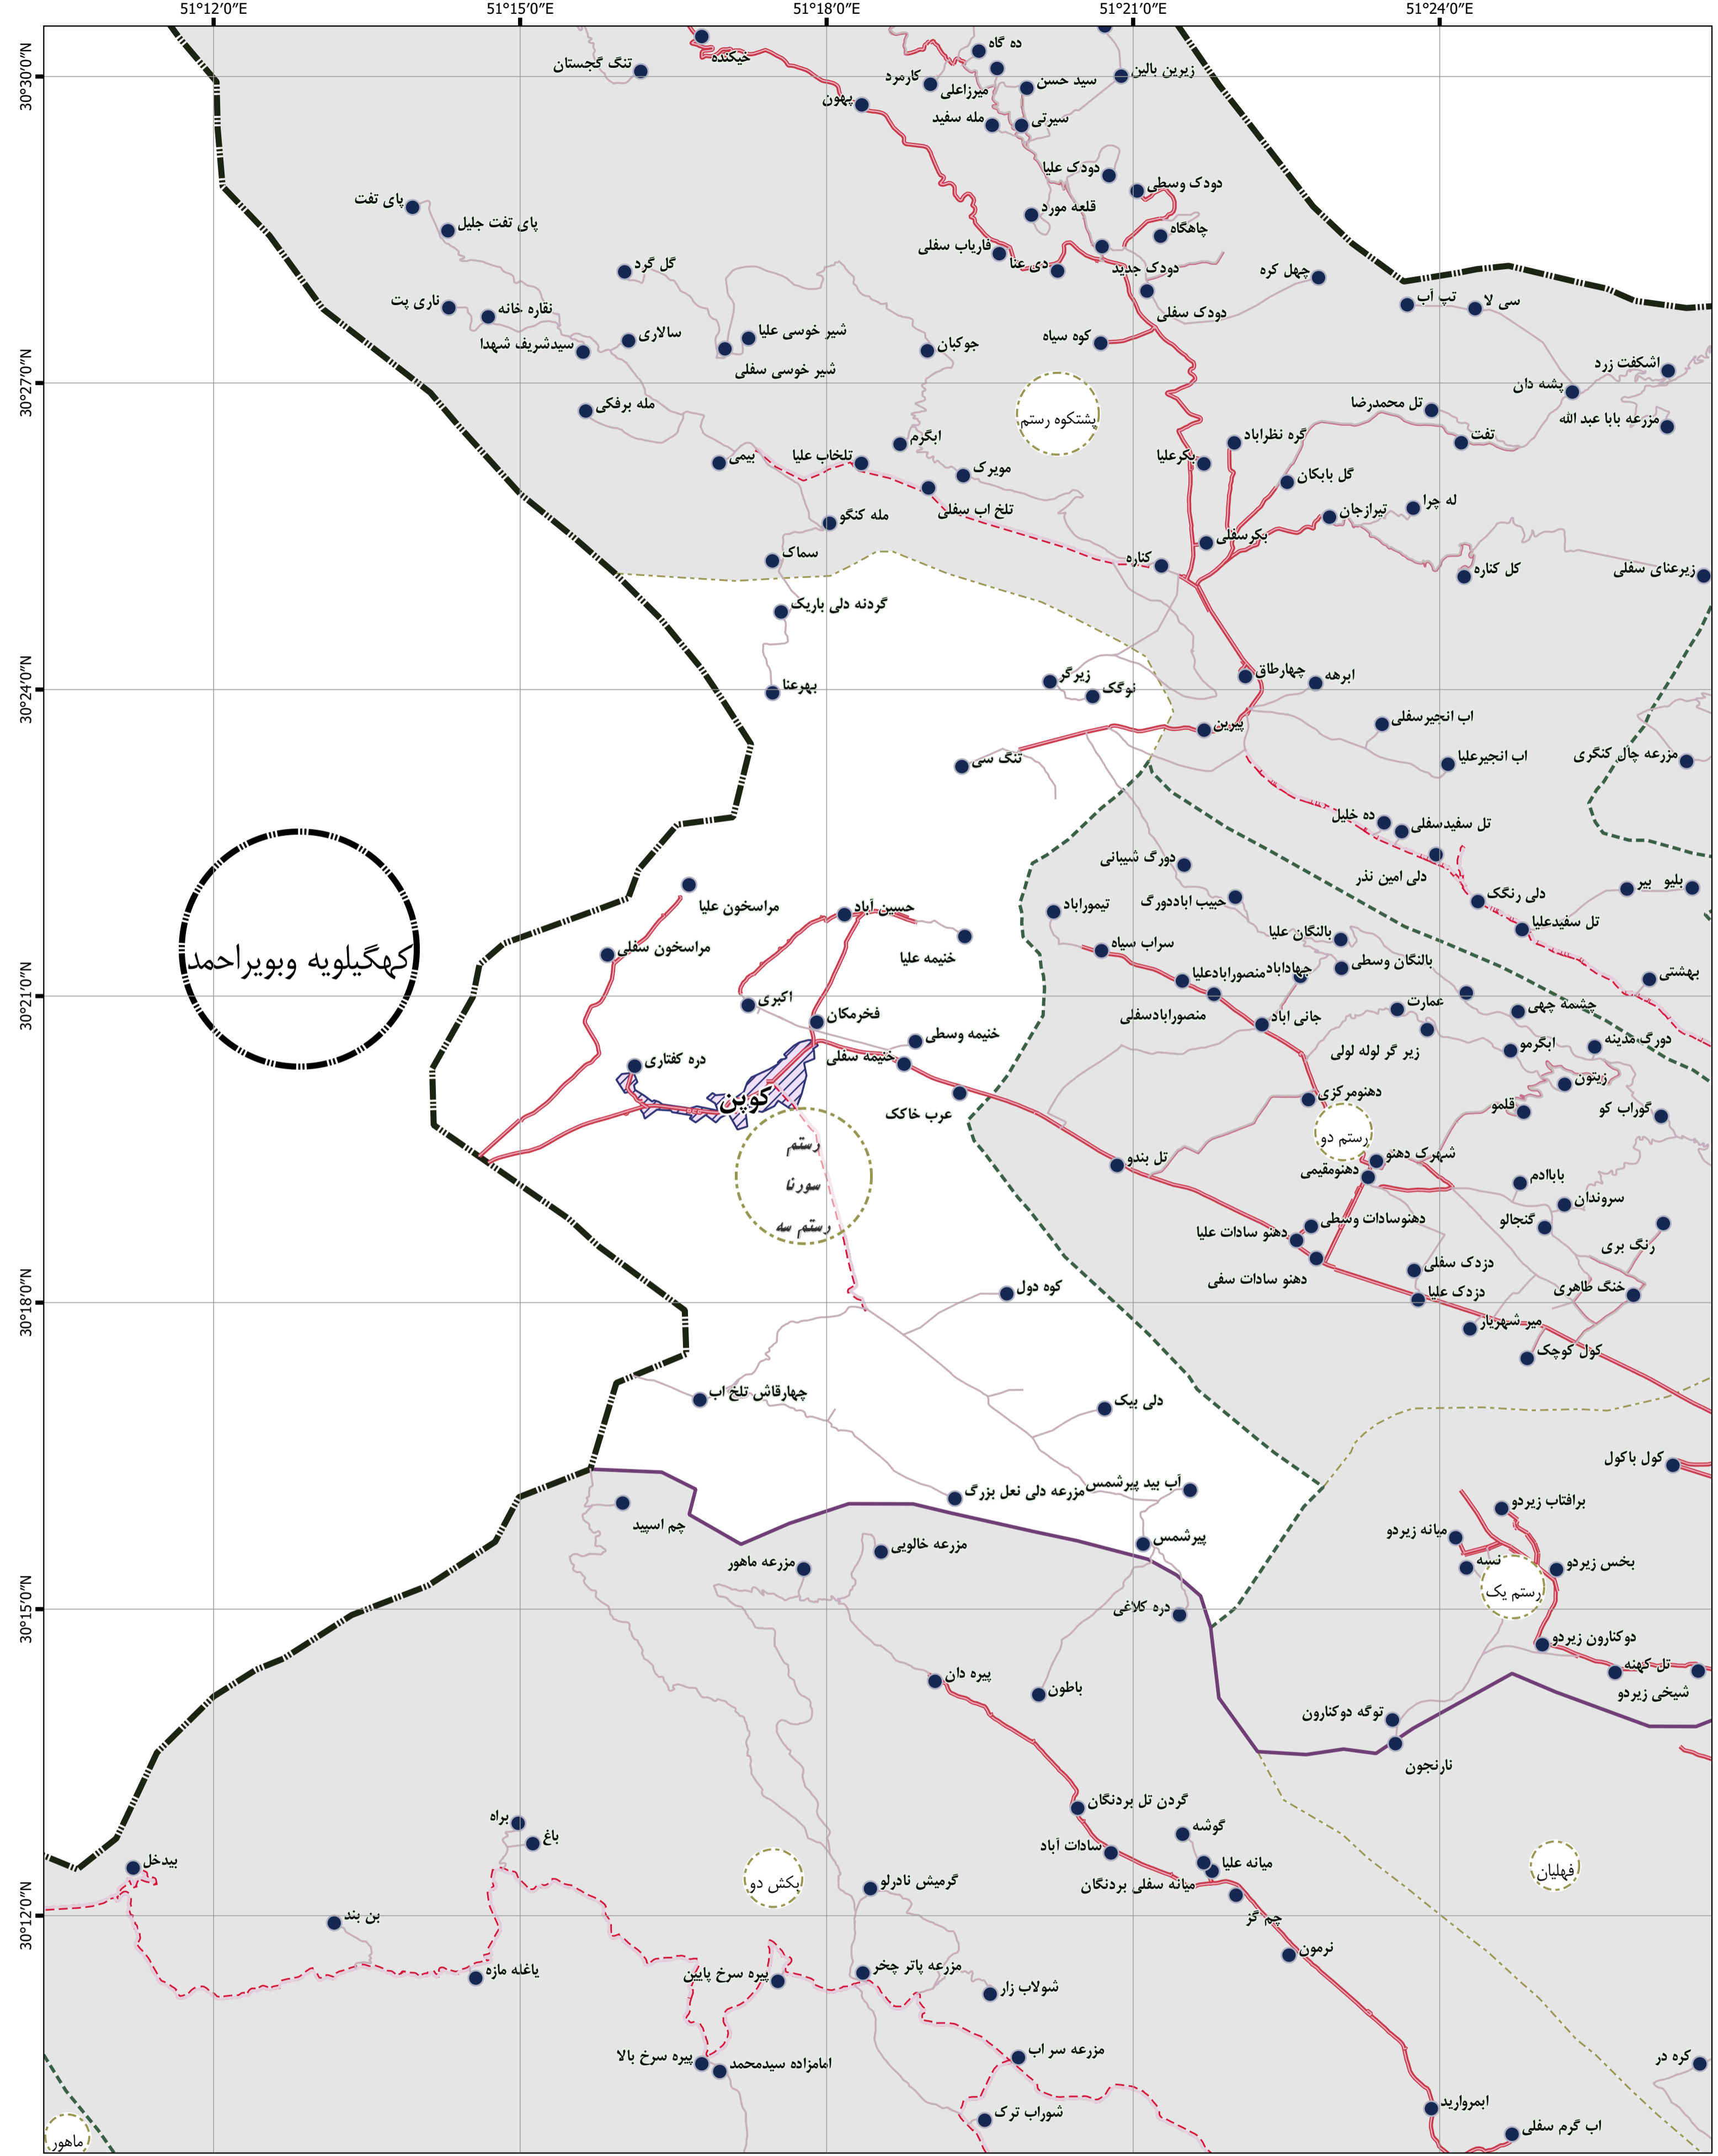 51°12'0"E
51°15'0"E
51°18'0"E
51°21'0"E
51°24'0"E
30°30'0"N
30°27'0"N
30°24'0"N
30°21'0"N
30°18'0"N
30°15'0"N
30°12'0"N
خیکنده
تنگ گجستان
ده گاه
کارمرد
میرزاعلی
سید حسن
زیرین بالین
پهون
مله سفید
سیرتی
دودک علیا
دودک وسطی
پای تفت
پای تفت جلیل
قلعه مورد
چاهگاه
فاریاب سفلی
دی عنا
دودک جدید
گل گرد
چهل کره
ناری پت
نقاره خانه
دودک سفلی
تپ آب
سی لا
سیدشریف شهدا
سالاری
شیر خوسی علیا
شیر خوسی سفلی
جوکیان
کوه سیاه
اشکفت زرد
پشه دان
مله برفکی
پشتکوه رستم
تل محمدرضا
مزرعه بابا عبد الله
تفت
ابگرم
گره نظراباد
بیمی
تلخاب علیا
مویرک
بکرعلیا
گل بابکان
تلخ اب سفلی
مله کنگو
تیرازجان
له چرا
بکرسفلی
سماک
کناره
کل کناره
زیرعنای سفلی
گردنه دلی باریک
بهرعنا
زیرگر
نوگک
چهارطاق
ابرهه
پیرین
اب انجیرسفلی
تنگ سی
اب انجیرعلیا
مزرعه چال کنگری
ده خلیل
تل سفیدسفلی
دورگ شیبانی
دلی امین نذر
مراسخون علیا
حسین آباد
تیموراباد
حبیب اباددورگ
دلی رنگک
بیر
بلیو
تل سفیدعلیا
کهگیلویه وبویراحمد
مراسخون سفلی
خنیمه علیا
سراب سیاه
بالنگان علیا
بالنگان وسطی
منصورابادعلیا
جهاداباد
بهشتی
اکبری
فخرمکان
منصورابادسفلی
جانی اباد
عمارت
چشمه چهی
خنیمه وسطی
خنیمه سفلی
زیر گر لوله لولی
ابگرمو
دورگ مدینه
دره کفتاری
کوپن
عرب خاکک
دهنومرکزی
زیتون
قلمو
گوراب کو
رستم
سورنا
رستم سه
رستم دو
تل بندو
شهرک دهنو
دهنومقیمی
باباادم
سروندان
دهنوسادات وسطی
دهنو سادات علیا
گنجالو
رنگ بری
دهنو سادات سفی
دزدک سفلی
دزدک علیا
خنگ طاهری
کوه دول
میر شهریار
کول کوچک
چهارقاش تلخ اب
دلی بیک
کول باکول
مزرعه دلی نعل بزرگ
آب بید پیرشمس
چم اسپید
برافتاب زیردو
پیرشمس
میانه زیردو
مزرعه خالویی
مزرعه ماهور
نسه
بخس زیردو
رستم یک
دره کلاغی
دوکنارون زیردو
تل کهنه
پیره دان
باطون
شیخی زیردو
توگه دوکنارون
نارنجون
گردن تل بردنگان
براه
باغ
گوشه
سادات آباد
بیدخل
میانه علیا
میانه سفلی بردنگان
بکش دو
گرمیش نادرلو
فهلیان
بن بند
چم گز
نرمون
یاغله مازه
پیره سرخ پایین
مزرعه پاتر چخر
شولاب زار
پیره سرخ بالا
امامزاده سیدمحمد
مزرعه سر اب
کره در
شوراب ترک
ابمروارید
اب گرم سفلی
ماهور